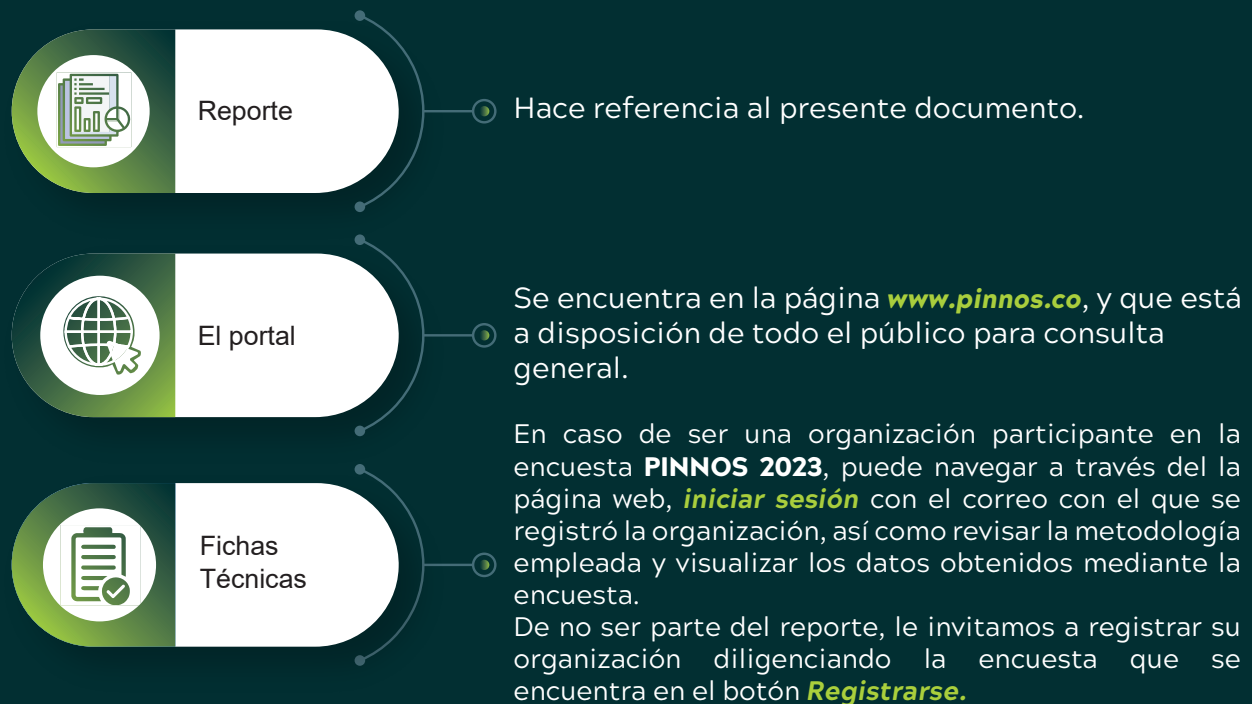 Reporte
Hace referencia al presente documento.
El portal
Se encuentra en la página www.pinnos.co, y que está
a disposición de todo el público para consulta
general.
Fichas
Técnicas
En caso de ser una organización participante en la
encuesta PINNOS 2023, puede navegar a través del la
página web, iniciar sesión con el correo con el que se
registró la organización, así como revisar la metodología
empleada y visualizar los datos obtenidos mediante la
encuesta.
De no ser parte del reporte, le invitamos a registrar su
organización diligenciando la encuesta que se
encuentra en el botón Registrarse.